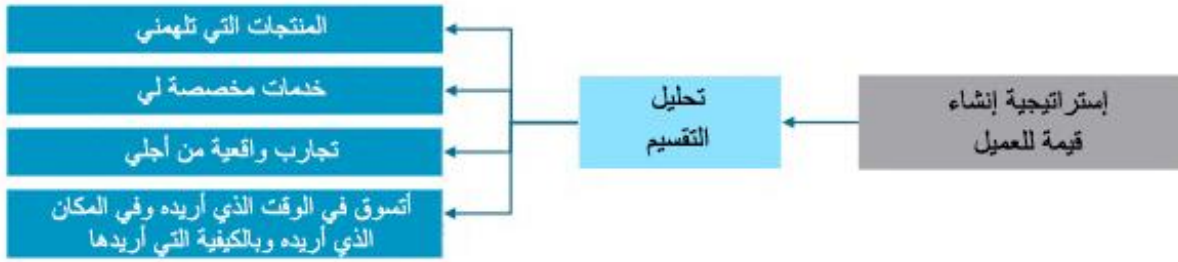 إستراتيجية إنشاء
قيمة للعميل
تحليل
التقسيم
المنتجات التي تلهمني
خدمات مخصصة لي
تجارب واقعية من أجلي
أتسوق في الوقت الذي أريده وفي المكان
الذي أريده وبالكيفية التي أريدها